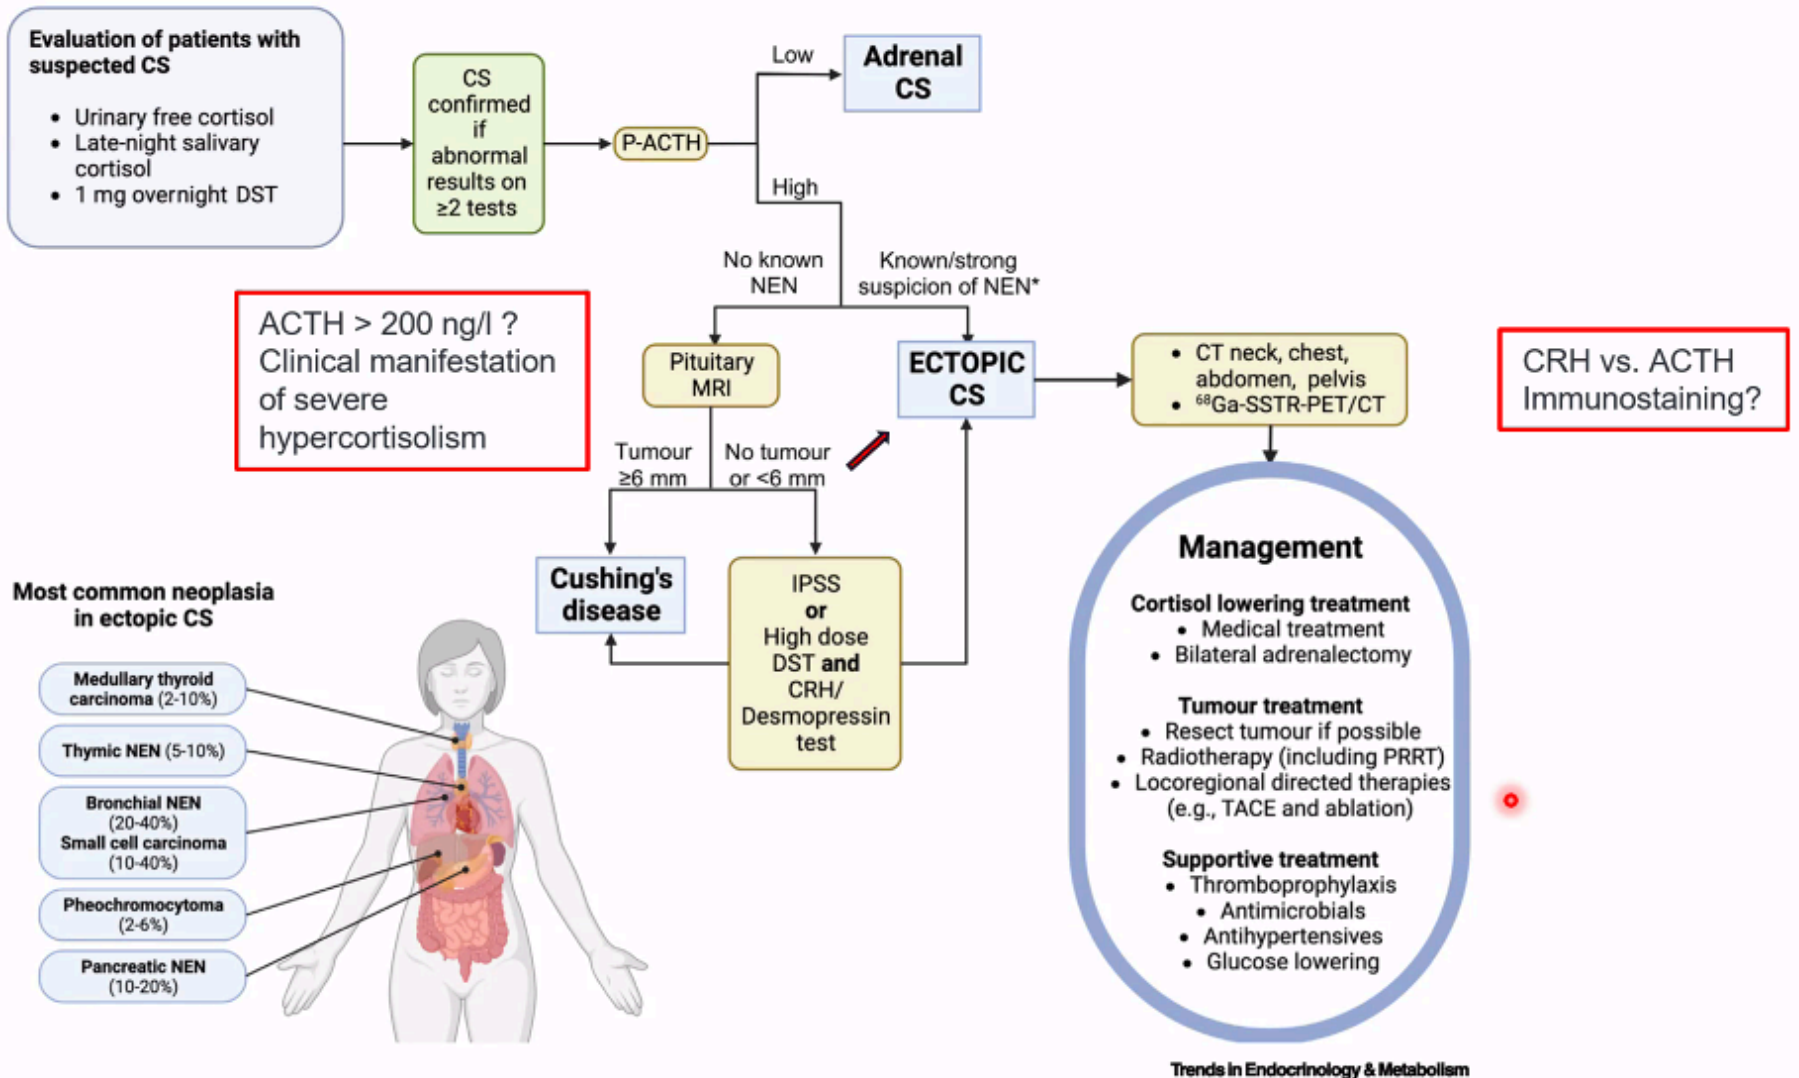 Evaluation of patients with
suspected CS
• Urinary free cortisol
• Late-night salivary
cortisol
• 1 mg overnight DST
CS
confirmed
if
abnormal
results on
≥2 tests
P-ACTH
Low
Adrenal
CS
High
No known
NEN
Known/strong
suspicion of NEN*
ACTH > 200 ng/l ?
Clinical manifestation
of severe
hypercortisolism
Pituitary
MRI
ECTOPIC
CS
• CT neck, chest,
abdomen, pelvis
• ⁶⁸Ga-SSTR-PET/CT
CRH vs. ACTH
Immunostaining?
Tumour
≥6 mm
No tumour
or <6 mm
Cushing's
disease
IPSS
or
High dose
DST and
CRH/
Desmopressin
test
Most common neoplasia
in ectopic CS
Medullary thyroid
carcinoma (2-10%)
Thymic NEN (5-10%)
Bronchial NEN
(20-40%)
Small cell carcinoma
(10-40%)
Pheochromocytoma
(2-6%)
Pancreatic NEN
(10-20%)
Management
Cortisol lowering treatment
• Medical treatment
• Bilateral adrenalectomy
Tumour treatment
• Resect tumour if possible
• Radiotherapy (including PRRT)
• Locoregional directed therapies
(e.g., TACE and ablation)
Supportive treatment
• Thromboprophylaxis
• Antimicrobials
• Antihypertensives
• Glucose lowering
Trends in Endocrinology & Metabolism